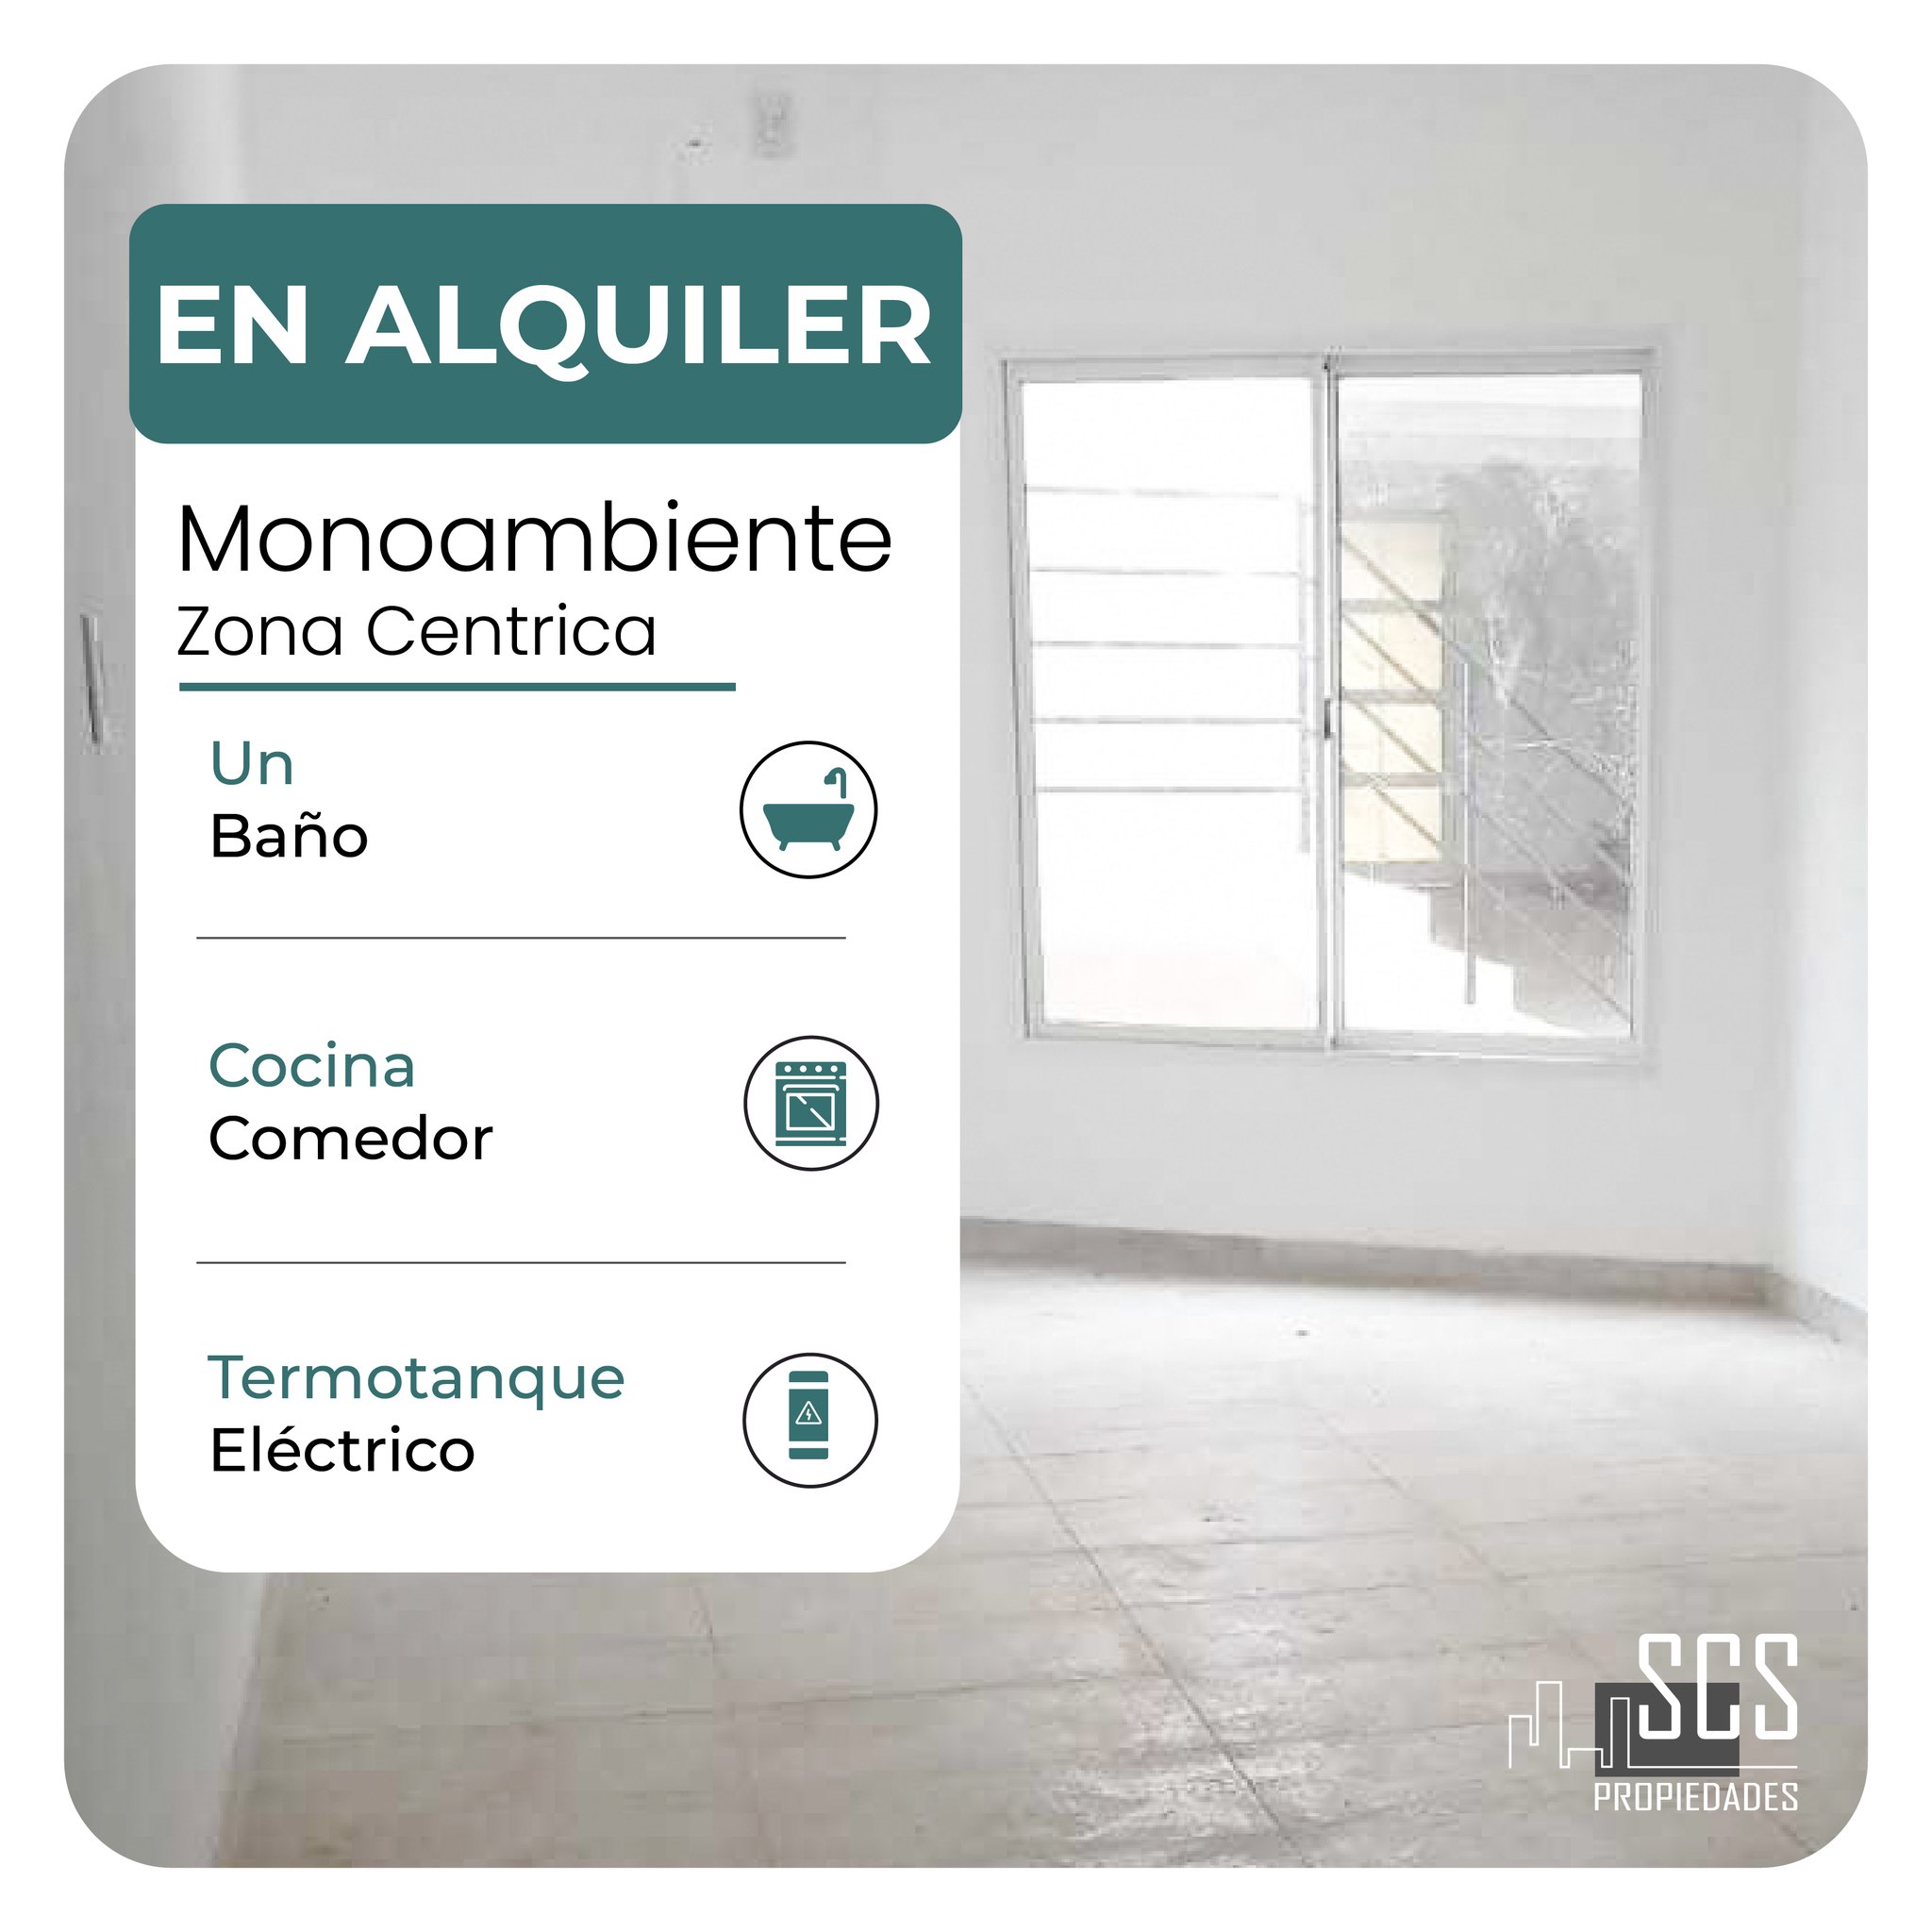 EN ALQUILER
Monoambiente
Zona Centrica
Un
Baño
Cocina
Comedor
Termotanque
Eléctrico
SCS
PROPIEDADES